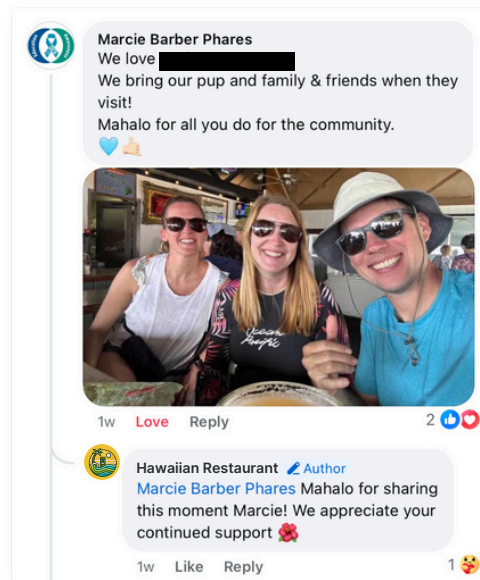 Marcie Barber Phares
We love
We bring our pup and family & friends when they
visit!
Mahalo for all you do for the community.
🩵🤙🏻
Ocean
Pacific
1w Love Reply
2
Hawaiian Restaurant Author
Marcie Barber Phares Mahalo for sharing
this moment Marcie! We appreciate your
continued support 🌺
1w Like Reply
1